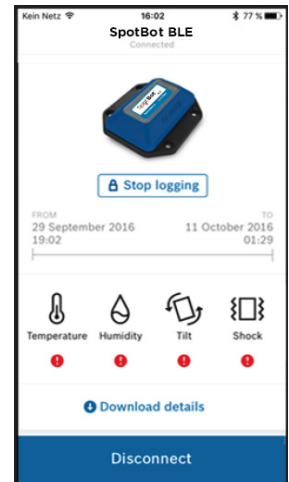 Kein Netz 16:02 77 %
SpotBot BLE
Connected
SpotBot
Stop logging
FROM TO
29 September 2016 11 October 2016
19:02 01:29
Temperature Humidity Tilt Shock
! ! ! !
Download details
Disconnect